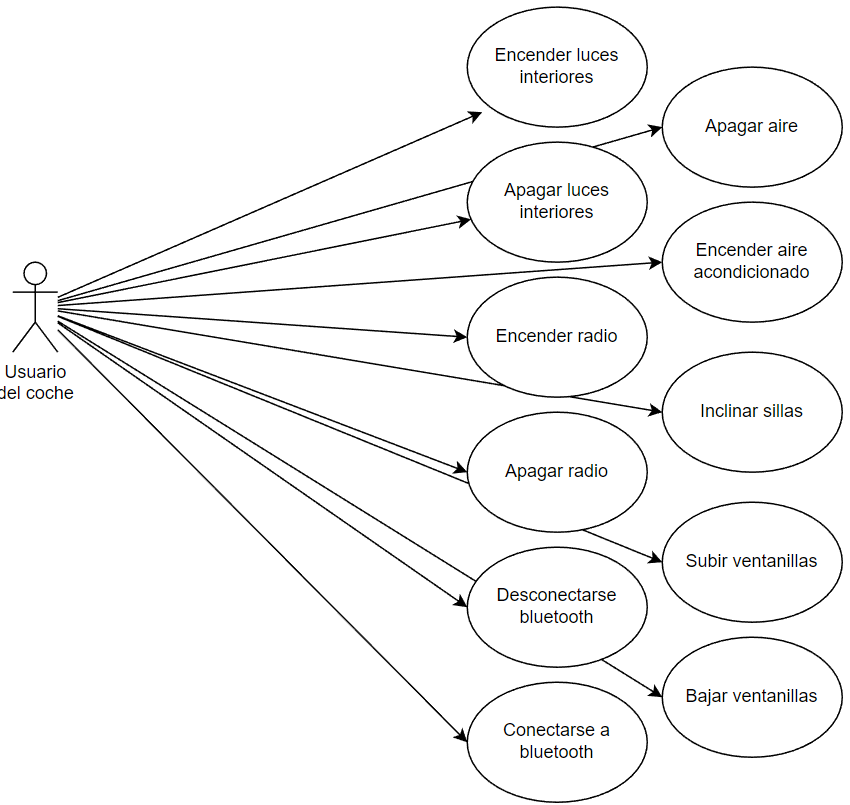 Encender luces
interiores
Apagar aire
Apagar luces
interiores
Encender aire
acondicionado
Usuario
del coche
Encender radio
Inclinar sillas
Apagar radio
Subir ventanillas
Desconectarse
bluetooth
Bajar ventanillas
Conectarse a
bluetooth